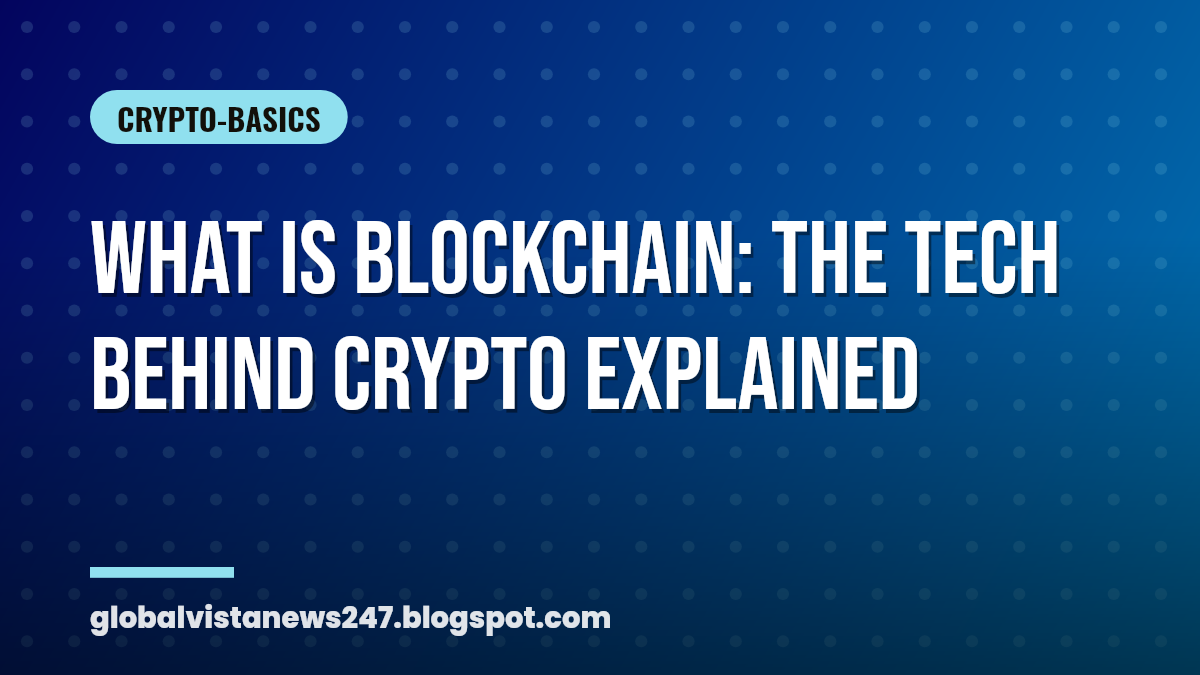 CRYPTO-BASICS
WHAT IS BLOCKCHAIN: THE TECH
BEHIND CRYPTO EXPLAINED
globalvistanews247.blogspot.com